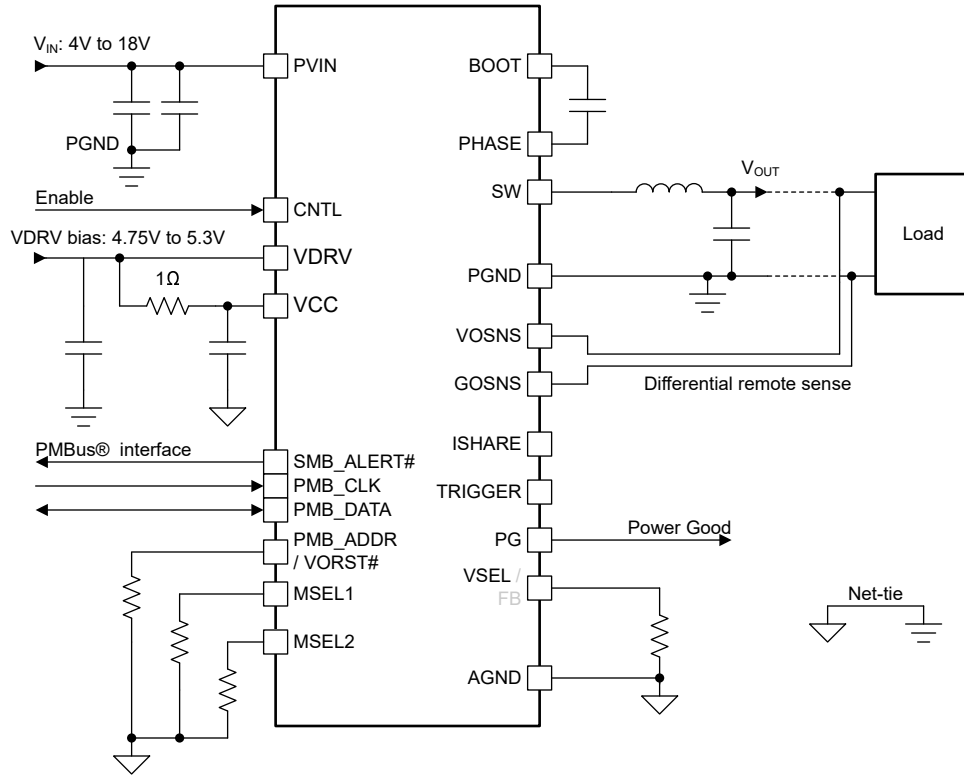 V_IN: 4V to 18V
PVIN
PGND
Enable
CNTL
VDRV bias: 4.75V to 5.3V
VDRV
1Ω
VCC
PMBus® interface
SMB_ALERT#
PMB_CLK
PMB_DATA
PMB_ADDR
/ VORST#
MSEL1
MSEL2
BOOT
PHASE
SW
V_OUT
Load
PGND
VOSNS
GOSNS
Differential remote sense
ISHARE
TRIGGER
PG
Power Good
VSEL /
FB
AGND
Net-tie